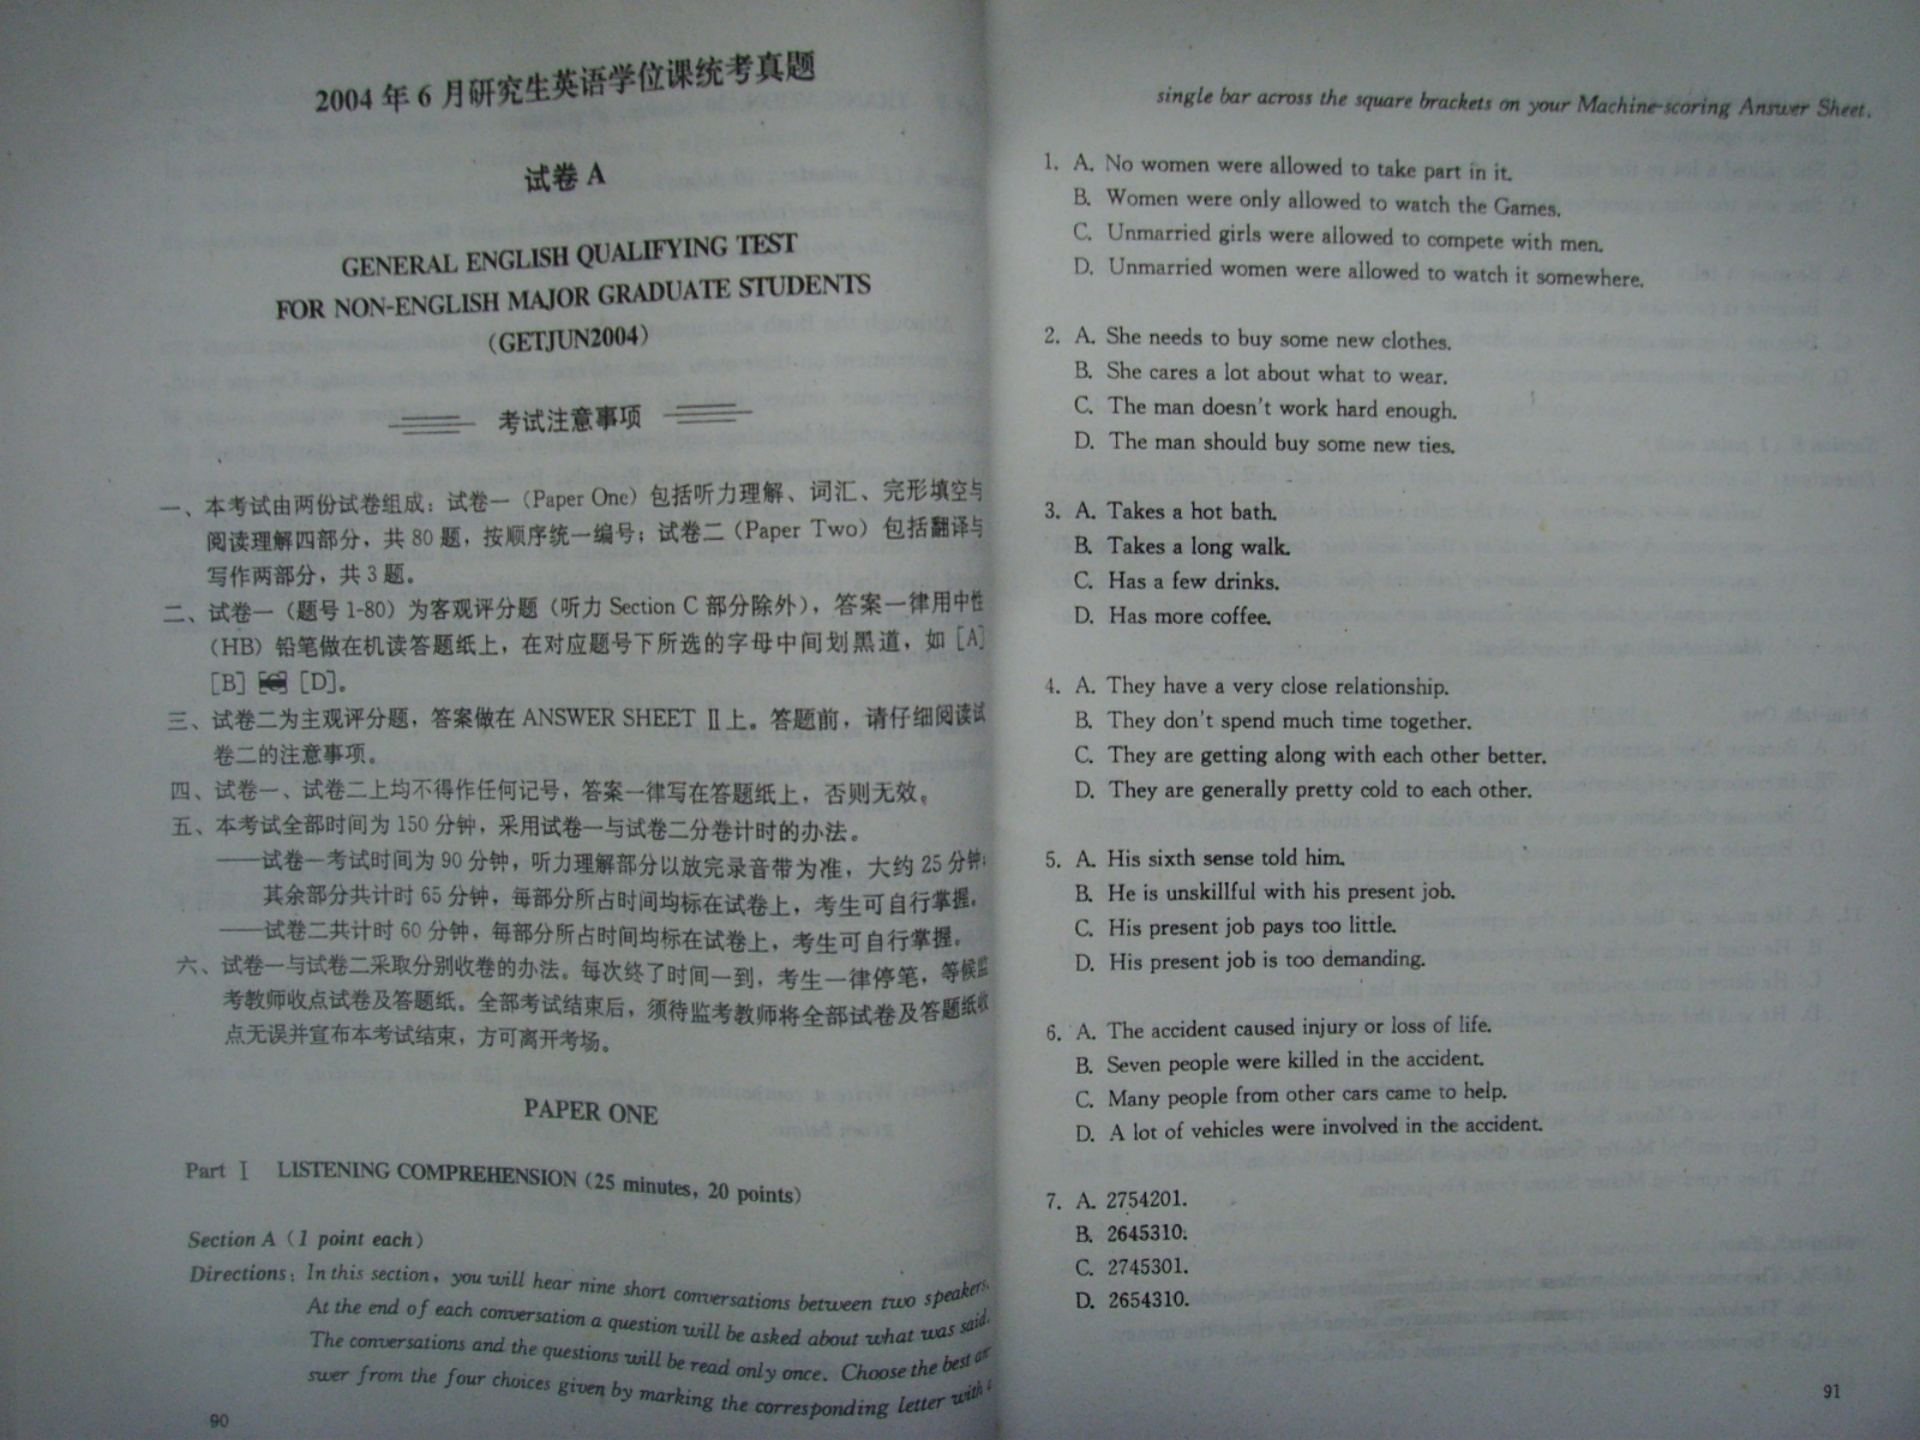 2004 年 6 月研究生英语学位课统考真题
试卷 A
GENERAL ENGLISH QUALIFYING TEST
FOR NON-ENGLISH MAJOR GRADUATE STUDENTS
(GETJUN2004)
考试注意事项
一、本考试由两份试卷组成：试卷一（Paper One）包括听力理解、词汇、完形填空与
阅读理解四部分，共 80 题，按顺序统一编号；试卷二（Paper Two）包括翻译与
写作两部分，共 3 题。
二、试卷一（题号 1-80）为客观评分题（听力 Section C 部分除外），答案一律用中性
（HB）铅笔做在机读答题纸上，在对应题号下所选的字母中间划黑道，如 [A]
[B] [C] [D]。
三、试卷二为主观评分题，答案做在 ANSWER SHEET Ⅱ上。答题前，请仔细阅读试
卷二的注意事项。
四、试卷一、试卷二上均不得作任何记号，答案一律写在答题纸上，否则无效。
五、本考试全部时间为 150 分钟，采用试卷一与试卷二分卷计时的办法。
——试卷一考试时间为 90 分钟，听力理解部分以放完录音带为准，大约 25 分钟；
其余部分共计时 65 分钟，每部分所占时间均标在试卷上，考生可自行掌握。
——试卷二共计时 60 分钟，每部分所占时间均标在试卷上，考生可自行掌握。
六、试卷一与试卷二采取分别收卷的办法。每次终了时间一到，考生一律停笔，等候监
考教师收点试卷及答题纸。全部考试结束后，须待监考教师将全部试卷及答题纸收
点无误并宣布本考试结束，方可离开考场。
PAPER ONE
Part Ⅰ LISTENING COMPREHENSION (25 minutes, 20 points)
Section A (1 point each)
Directions: In this section, you will hear nine short conversations between two speakers.
At the end of each conversation a question will be asked about what was said.
The conversations and the questions will be read only once. Choose the best an-
swer from the four choices given by marking the corresponding letter with a
90
single bar across the square brackets on your Machine-scoring Answer Sheet.
1. A. No women were allowed to take part in it.
B. Women were only allowed to watch the Games.
C. Unmarried girls were allowed to compete with men.
D. Unmarried women were allowed to watch it somewhere.
2. A. She needs to buy some new clothes.
B. She cares a lot about what to wear.
C. The man doesn't work hard enough.
D. The man should buy some new ties.
3. A. Takes a hot bath.
B. Takes a long walk.
C. Has a few drinks.
D. Has more coffee.
4. A. They have a very close relationship.
B. They don't spend much time together.
C. They are getting along with each other better.
D. They are generally pretty cold to each other.
5. A. His sixth sense told him.
B. He is unskillful with his present job.
C. His present job pays too little.
D. His present job is too demanding.
6. A. The accident caused injury or loss of life.
B. Seven people were killed in the accident.
C. Many people from other cars came to help.
D. A lot of vehicles were involved in the accident.
7. A. 2754201.
B. 2645310.
C. 2745301.
D. 2654310.
91